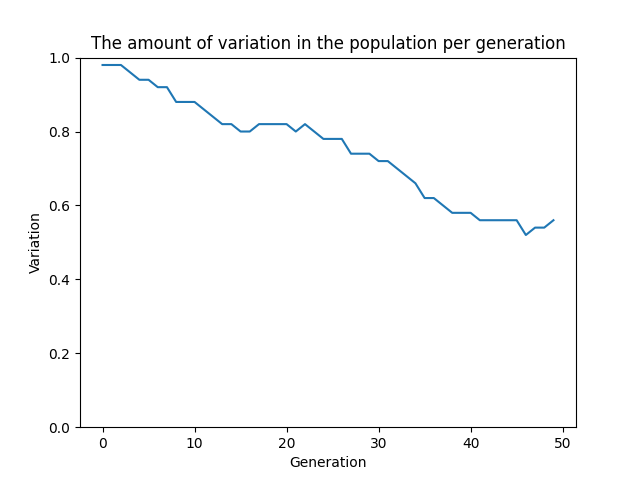 The amount of variation in the population per generation
1.0
0.8
0.6
0.4
0.2
0.0
Variation
0 10 20 30 40 50
Generation